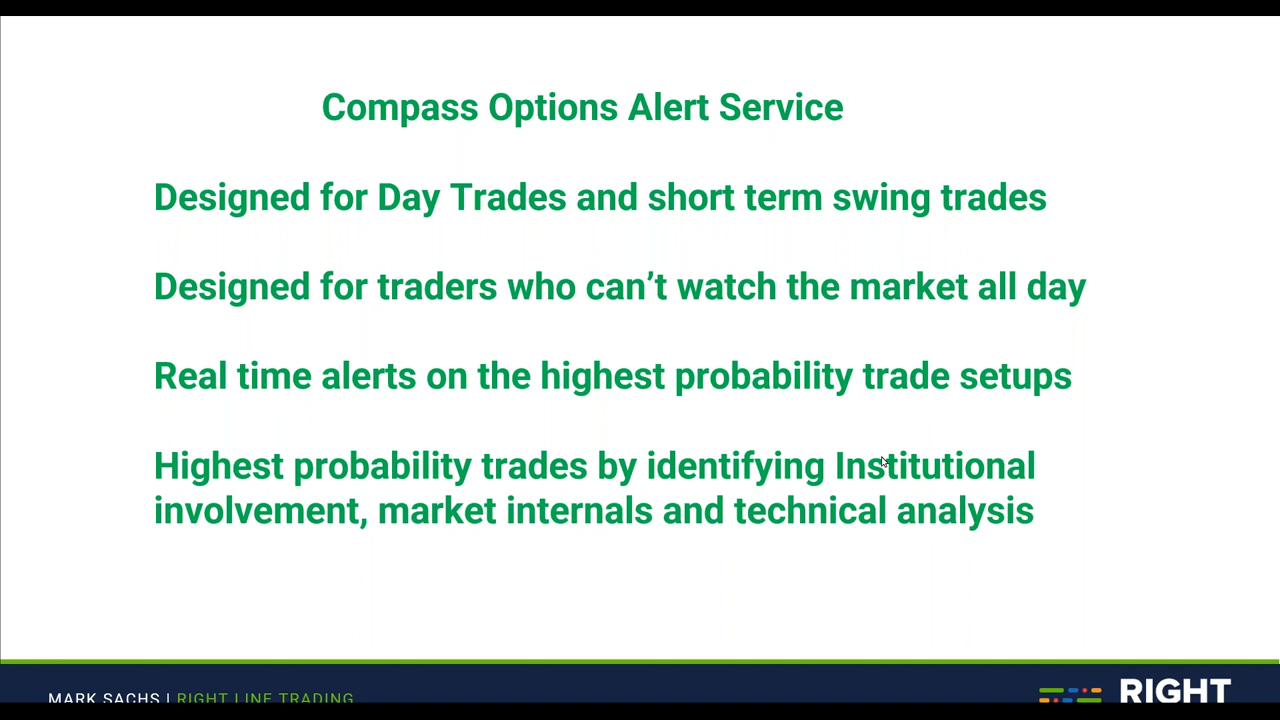 Compass Options Alert Service
Designed for Day Trades and short term swing trades
Designed for traders who can’t watch the market all day
Real time alerts on the highest probability trade setups
Highest probability trades by identifying Institutional
involvement, market internals and technical analysis
MARK SACHS | RIGHT LINE TRADING
RIGHT